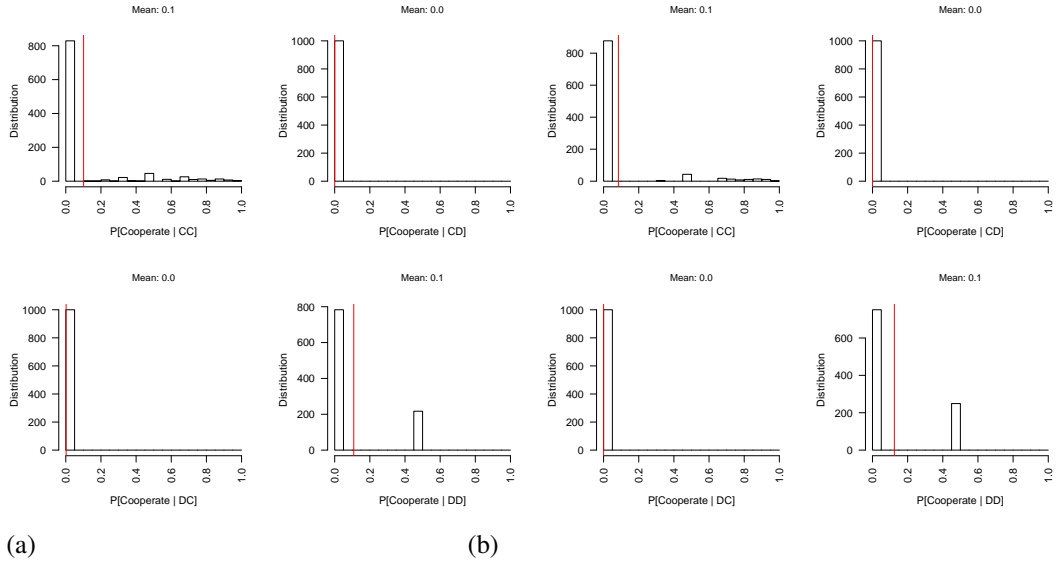 Mean: 0.1
Distribution
800
600
400
200
0
0.0 0.2 0.4 0.6 0.8 1.0
P[Cooperate | CC]
Mean: 0.0
Distribution
1000
800
600
400
200
0
0.0 0.2 0.4 0.6 0.8 1.0
P[Cooperate | CD]
Mean: 0.1
Distribution
800
600
400
200
0
0.0 0.2 0.4 0.6 0.8 1.0
P[Cooperate | CC]
Mean: 0.0
Distribution
1000
800
600
400
200
0
0.0 0.2 0.4 0.6 0.8 1.0
P[Cooperate | CD]
Mean: 0.0
Distribution
1000
800
600
400
200
0
0.0 0.2 0.4 0.6 0.8 1.0
P[Cooperate | DC]
Mean: 0.1
Distribution
800
600
400
200
0
0.0 0.2 0.4 0.6 0.8 1.0
P[Cooperate | DD]
Mean: 0.0
Distribution
1000
800
600
400
200
0
0.0 0.2 0.4 0.6 0.8 1.0
P[Cooperate | DC]
Mean: 0.1
Distribution
600
400
200
0
0.0 0.2 0.4 0.6 0.8 1.0
P[Cooperate | DD]
(a)
(b)